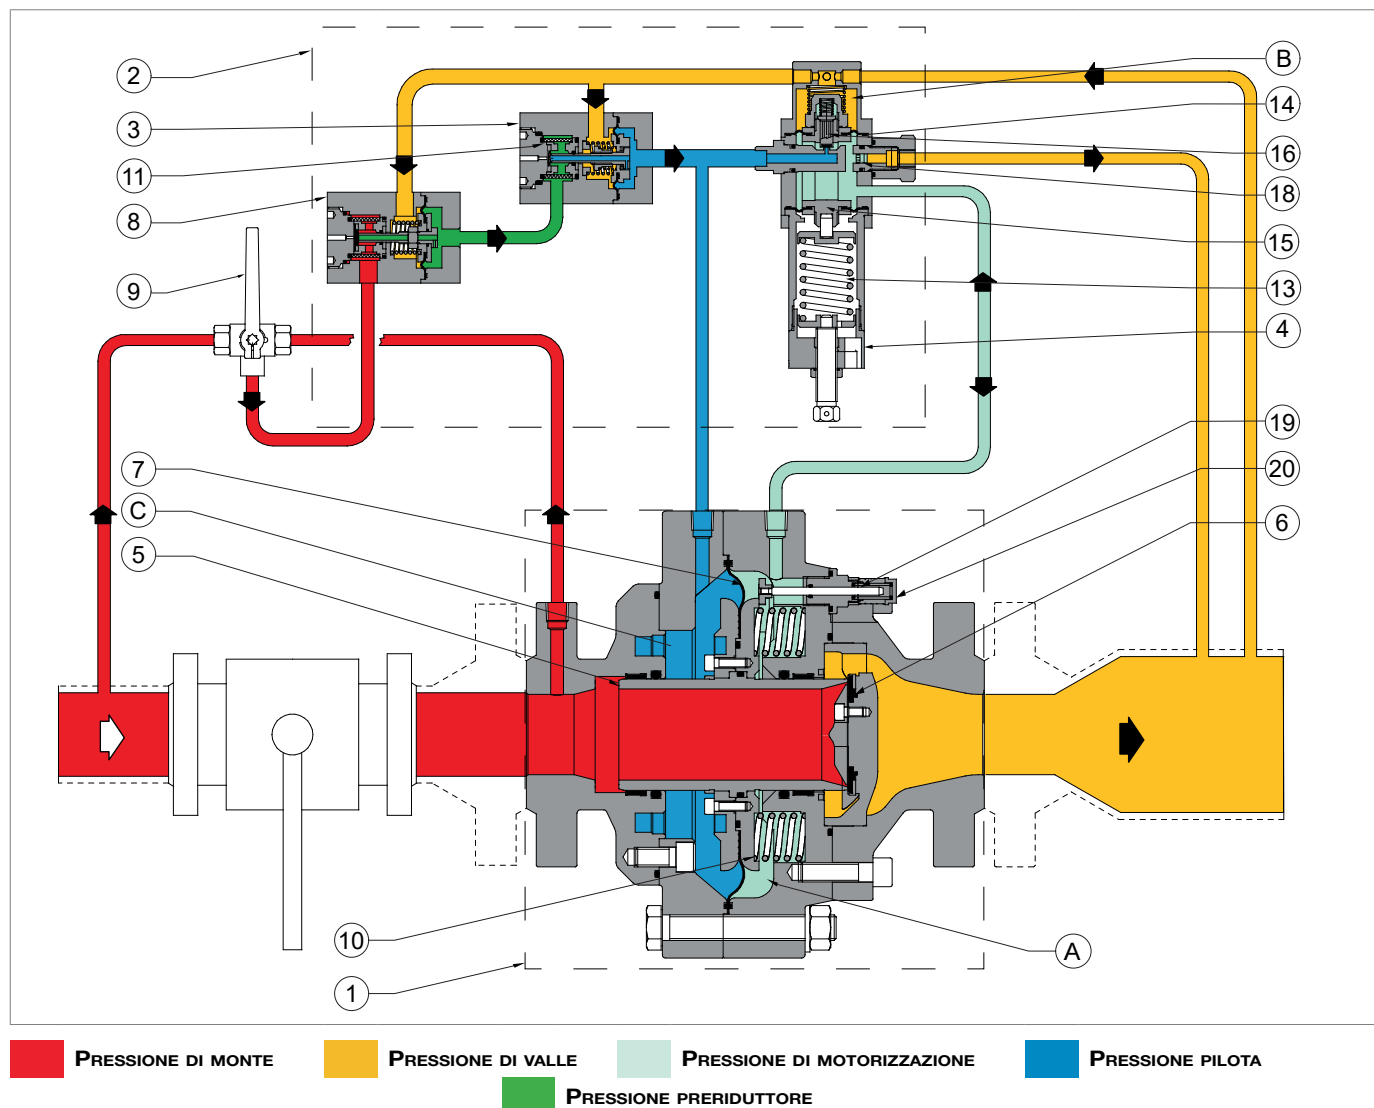 2
3
11
8
9
B
14
16
18
15
13
4
7
C
5
19
20
6
10
1
A
PRESSIONE DI MONTE
PRESSIONE DI VALLE
PRESSIONE DI MOTORIZZAZIONE
PRESSIONE PILOTA
PRESSIONE PRERIDUTTORE